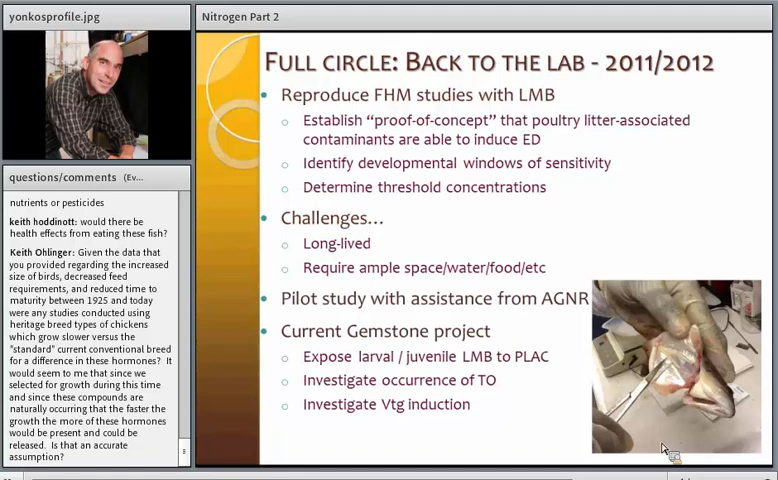 yonkosprofile.jpg
questions/comments (Ev...
nutrients or pesticides
keith hoddinott: would there be
health effects from eating these fish?
Keith Ohlinger: Given the data that
you provided regarding the increased
size of birds, decreased feed
requirements, and reduced time to
maturity between 1925 and today
were any studies conducted using
heritage breed types of chickens
which grow slower versus the
"standard" current conventional breed
for a difference in these hormones? It
would seem to me that since we
selected for growth during this time
and since these compounds are
naturally occurring that the faster the
growth the more of these hormones
would be present and could be
released. Is that an accurate
assumption?
Nitrogen Part 2
Full circle: Back to the lab - 2011/2012
Reproduce FHM studies with LMB
Establish “proof-of-concept” that poultry litter-associated
contaminants are able to induce ED
Identify developmental windows of sensitivity
Determine threshold concentrations
Challenges…
Long-lived
Require ample space/water/food/etc
Pilot study with assistance from AGNR
Current Gemstone project
Expose larval / juvenile LMB to PLAC
Investigate occurrence of TO
Investigate Vtg induction